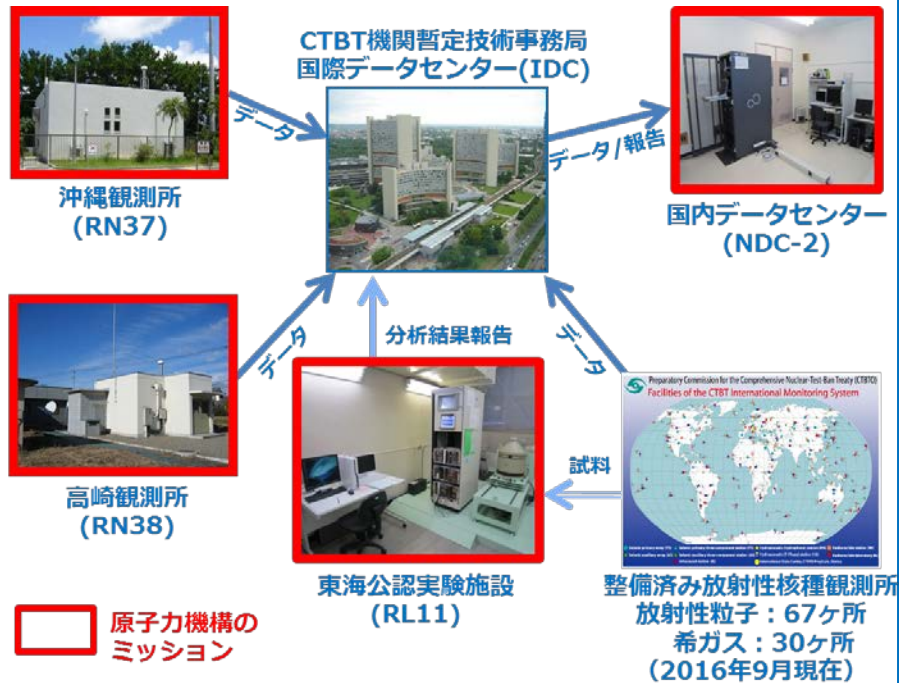 CTBT機関暫定技術事務局
国際データセンター(IDC)
データ
データ/報告
沖縄観測所
(RN37)
国内データセンター
(NDC-2)
データ
分析結果報告
データ
Preparatory Commission for the Comprehensive Nuclear-Test-Ban Treaty (CTBTO)
Facilities of the CTBT International Monitoring System
試料
高崎観測所
(RN38)
東海公認実験施設
(RL11)
整備済み放射性核種観測所
放射性粒子：67ヶ所
希ガス：30ヶ所
（2016年9月現在）
原子力機構の
ミッション